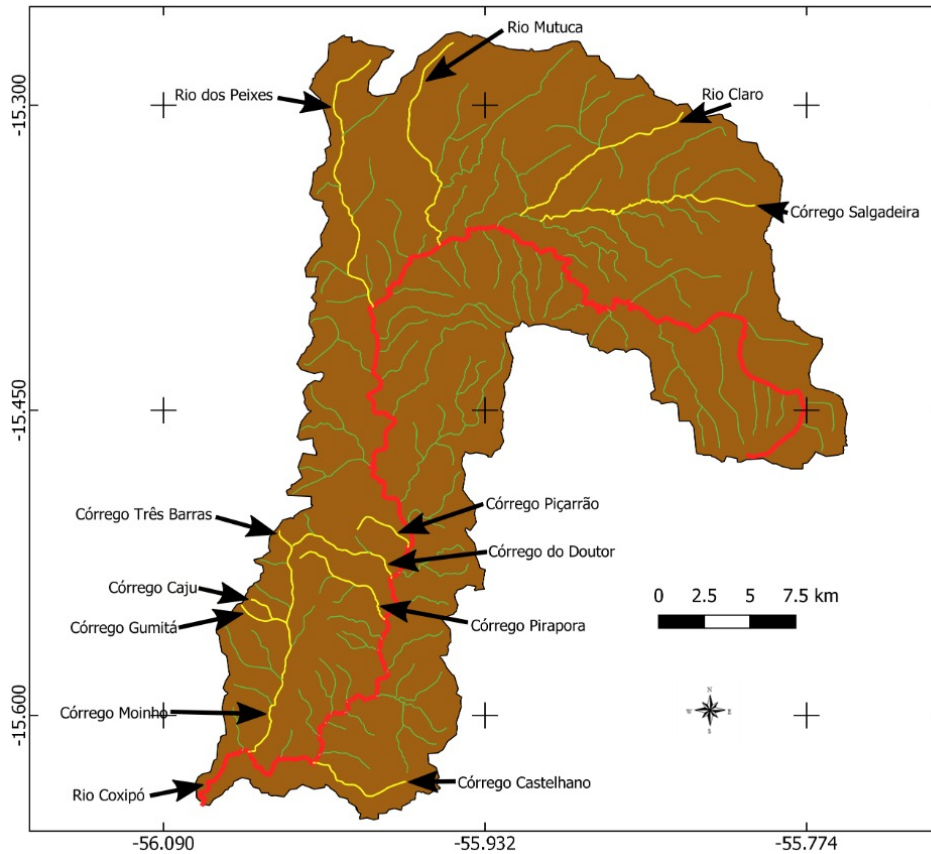 Rio Mutuca
Rio dos Peixes
Rio Claro
Córrego Salgadeira
-15.300
-15.450
Córrego Três Barras
Córrego Piçarrão
Córrego do Doutor
Córrego Caju
Córrego Gumitá
Córrego Pirapora
0 2.5 5 7.5 km
Córrego Moinho
-15.600
N
W E
S
Rio Coxipó
Córrego Castelhano
-56.090 -55.932 -55.774